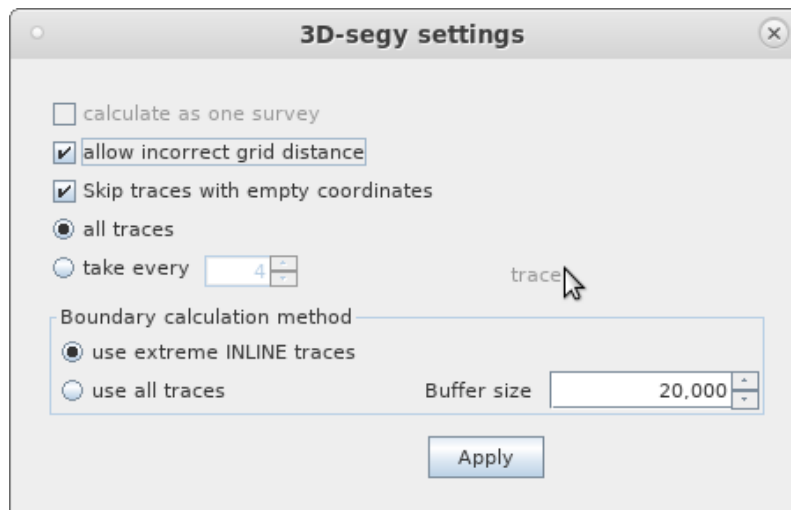 3D-segy settings
calculate as one survey
allow incorrect grid distance
Skip traces with empty coordinates
all traces
take every 4 trace
Boundary calculation method
use extreme INLINE traces
use all traces Buffer size 20,000
Apply